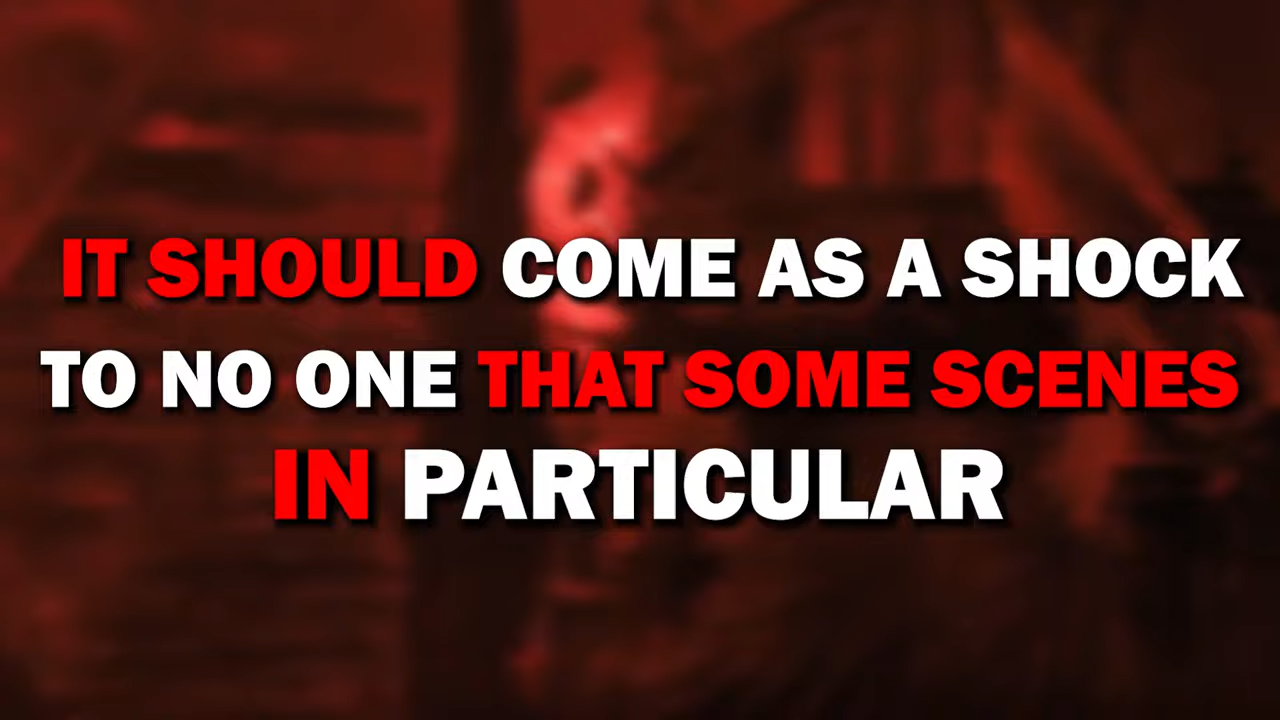 IT SHOULD COME AS A SHOCK
TO NO ONE THAT SOME SCENES
IN PARTICULAR